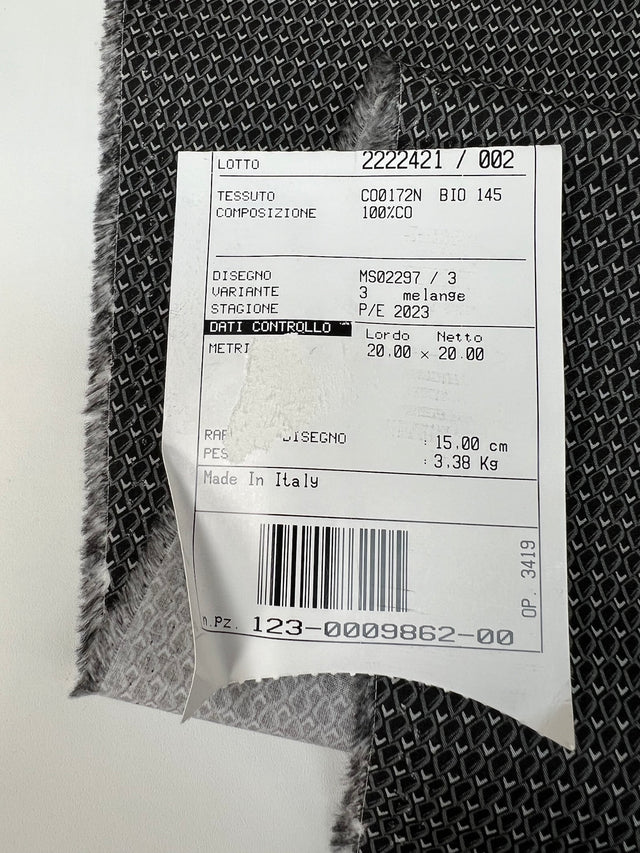 LOTTO 2222421 / 002
TESSUTO CO0172N BIO 145
COMPOSIZIONE 100%CO
DISEGNO MS02297 / 3
VARIANTE 3 melange
STAGIONE P/E 2023
DATI CONTROLLO Lordo Netto
METRI 20.00 x 20.00
DISEGNO : 15.00 cm
: 3.38 Kg
Made In Italy
OP. 3419
n.Pz. 123-0009862-00